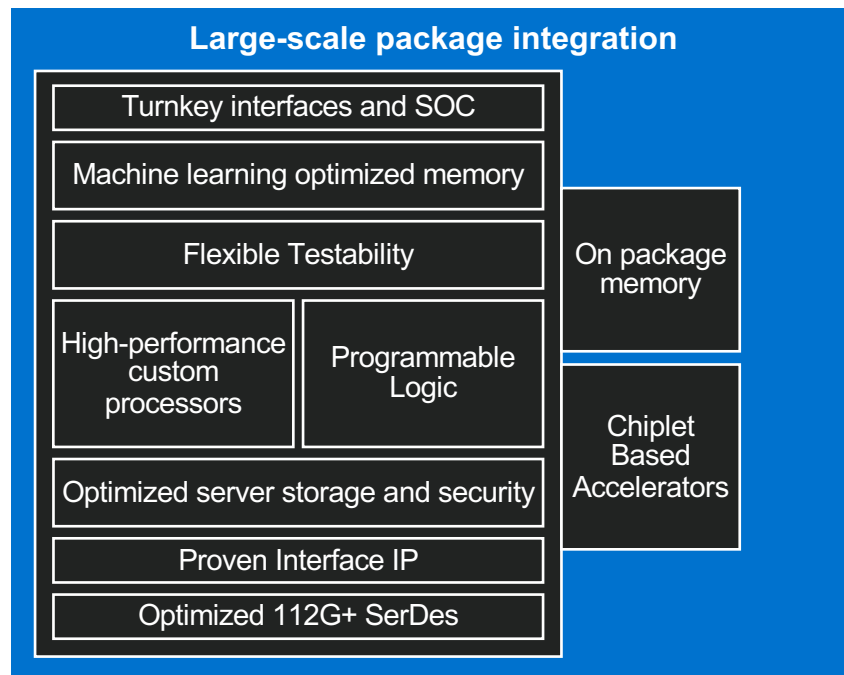 Large-scale package integration
Turnkey interfaces and SOC
Machine learning optimized memory
Flexible Testability
High-performance
custom
processors
Programmable
Logic
Optimized server storage and security
Proven Interface IP
Optimized 112G+ SerDes
On package
memory
Chiplet
Based
Accelerators